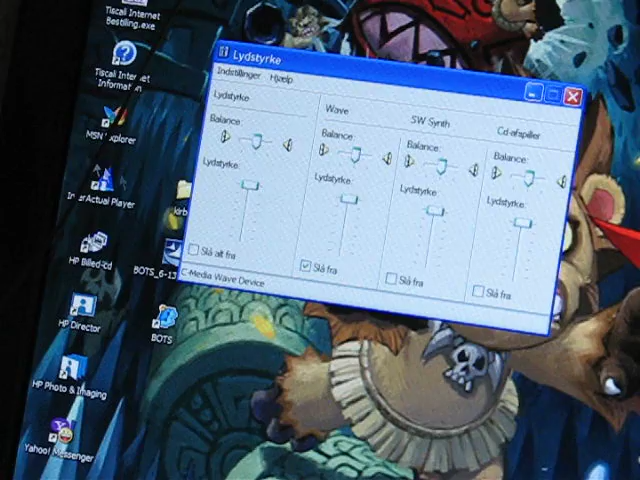 Tiscali Internet
Bestilling.exe
Tiscali Internet
Information
MSN Explorer
InterActual Player
HP Billed-cd
HP Director
HP Photo & Imaging
Yahoo! Messenger
BOTS_6-13
BOTS
Lydstyrke
Indstillinger Hjælp
Lydstyrke
Wave
SW Synth
Cd-afspiller
Balance:
Balance:
Balance:
Balance:
Lydstyrke:
Lydstyrke:
Lydstyrke:
Lydstyrke:
Slå alt fra
Slå fra
Slå fra
Slå fra
C-Media Wave Device